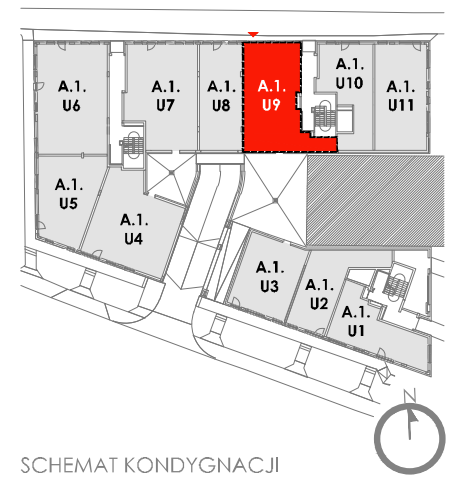 A.1.
U6
A.1.
U7
A.1.
U8
A.1.
U9
A.1.
U10
A.1.
U11
A.1.
U5
A.1.
U4
A.1.
U3
A.1.
U2
A.1.
U1
N
SCHEMAT KONDYGNACJI